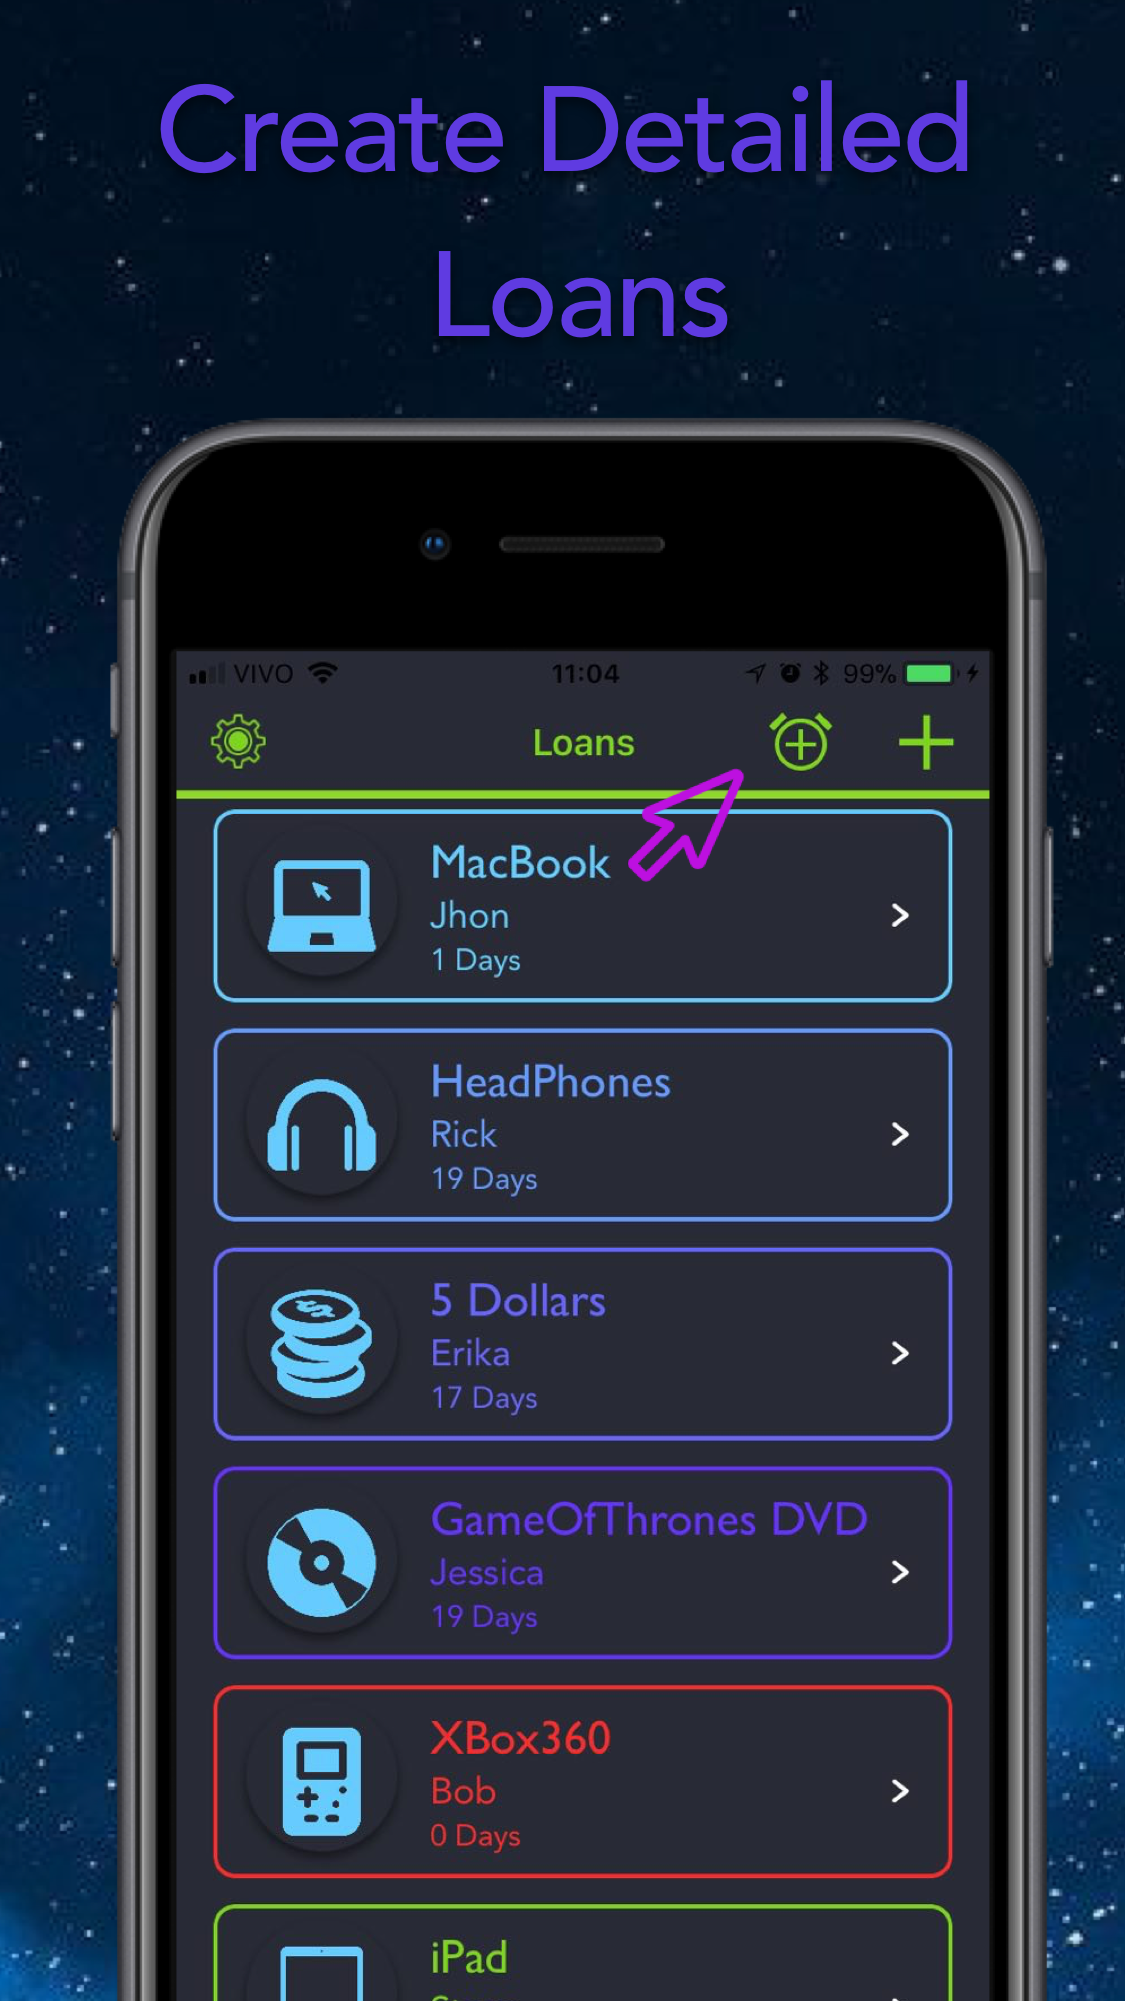 Create Detailed
Loans
VIVO 11:04 99%
Loans
MacBook
Jhon
1 Days
HeadPhones
Rick
19 Days
5 Dollars
Erika
17 Days
GameOfThrones DVD
Jessica
19 Days
XBox360
Bob
0 Days
iPad